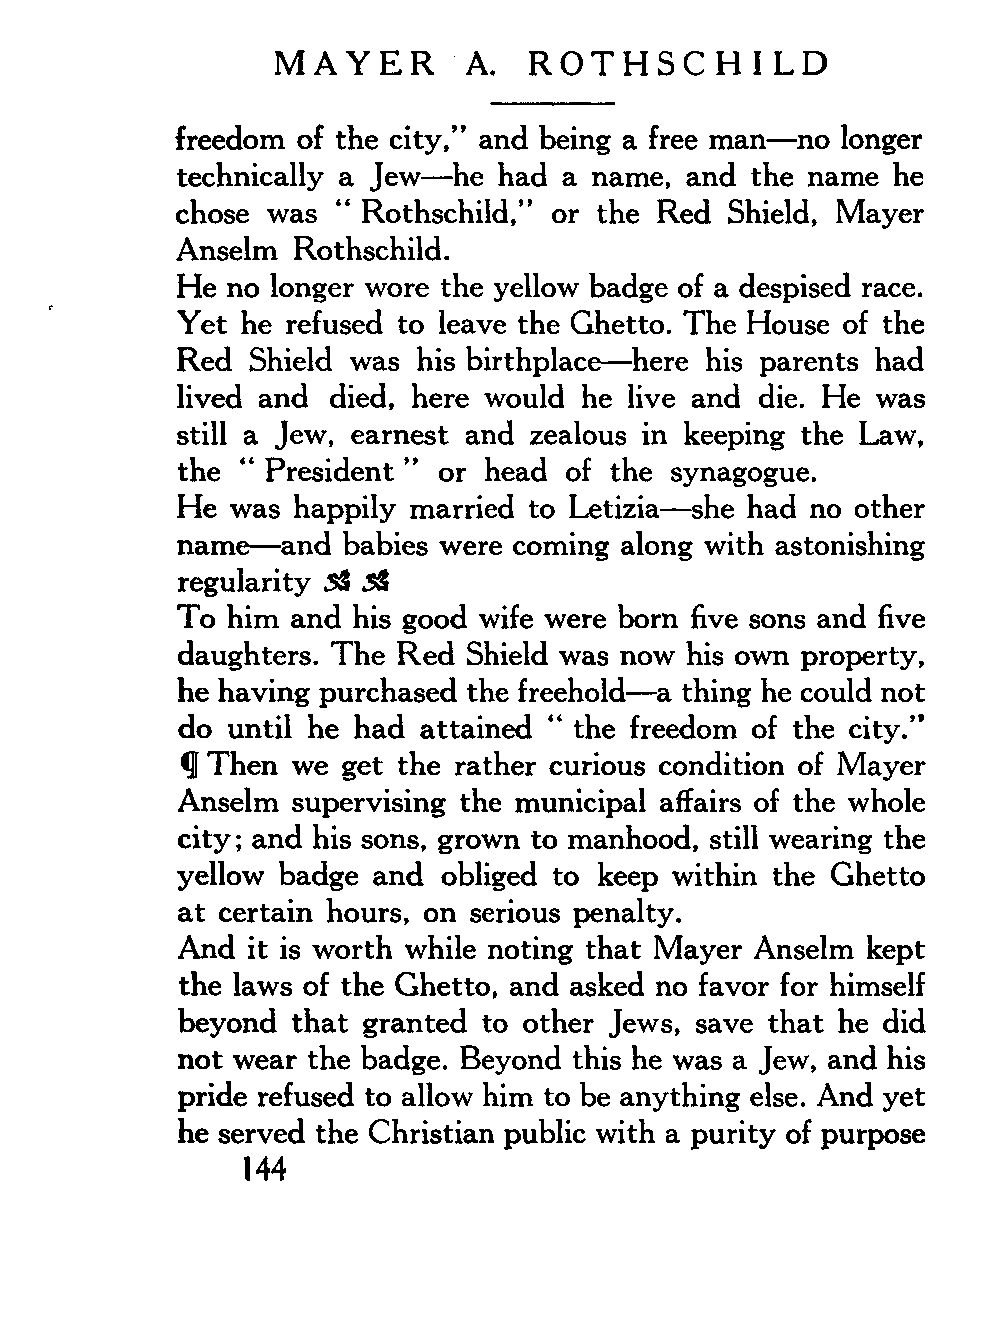 MAYER A. ROTHSCHILD
freedom of the city,” and being a free man—no longer
technically a Jew—he had a name, and the name he
chose was “ Rothschild,” or the Red Shield, Mayer
Anselm Rothschild.
He no longer wore the yellow badge of a despised race.
Yet he refused to leave the Ghetto. The House of the
Red Shield was his birthplace—here his parents had
lived and died, here would he live and die. He was
still a Jew, earnest and zealous in keeping the Law,
the “ President ” or head of the synagogue.
He was happily married to Letizia—she had no other
name—and babies were coming along with astonishing
regularity
To him and his good wife were born five sons and five
daughters. The Red Shield was now his own property,
he having purchased the freehold—a thing he could not
do until he had attained “ the freedom of the city.”
¶ Then we get the rather curious condition of Mayer
Anselm supervising the municipal affairs of the whole
city; and his sons, grown to manhood, still wearing the
yellow badge and obliged to keep within the Ghetto
at certain hours, on serious penalty.
And it is worth while noting that Mayer Anselm kept
the laws of the Ghetto, and asked no favor for himself
beyond that granted to other Jews, save that he did
not wear the badge. Beyond this he was a Jew, and his
pride refused to allow him to be anything else. And yet
he served the Christian public with a purity of purpose
144